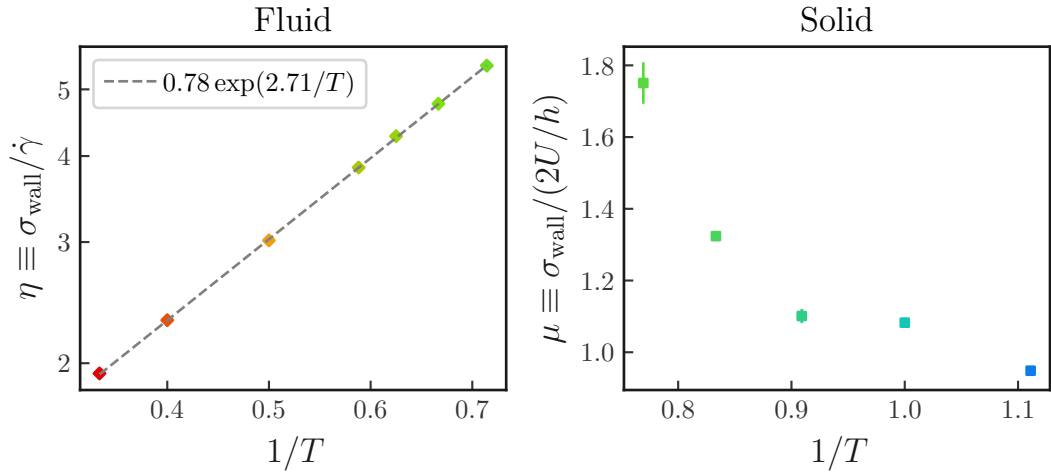 Fluid
0.78 exp(2.71/T)
η ≡ σ_wall/γ̇
5
4
3
2
0.4 0.5 0.6 0.7
1/T
Solid
μ ≡ σ_wall/(2U/h)
1.8
1.6
1.4
1.2
1.0
0.8 0.9 1.0 1.1
1/T